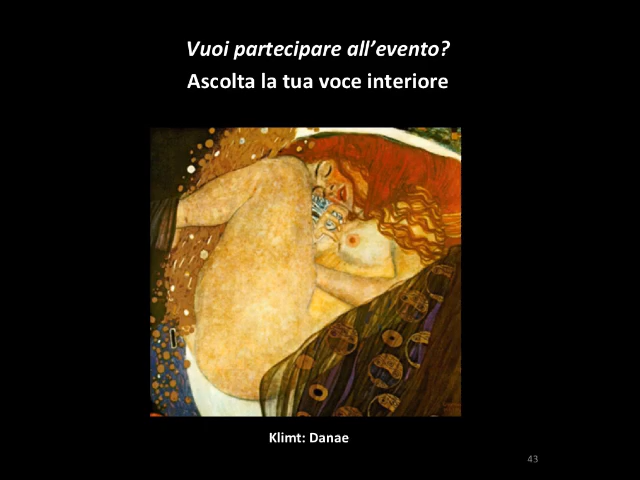 Vuoi partecipare all’evento?
Ascolta la tua voce interiore
Klimt: Danae
43